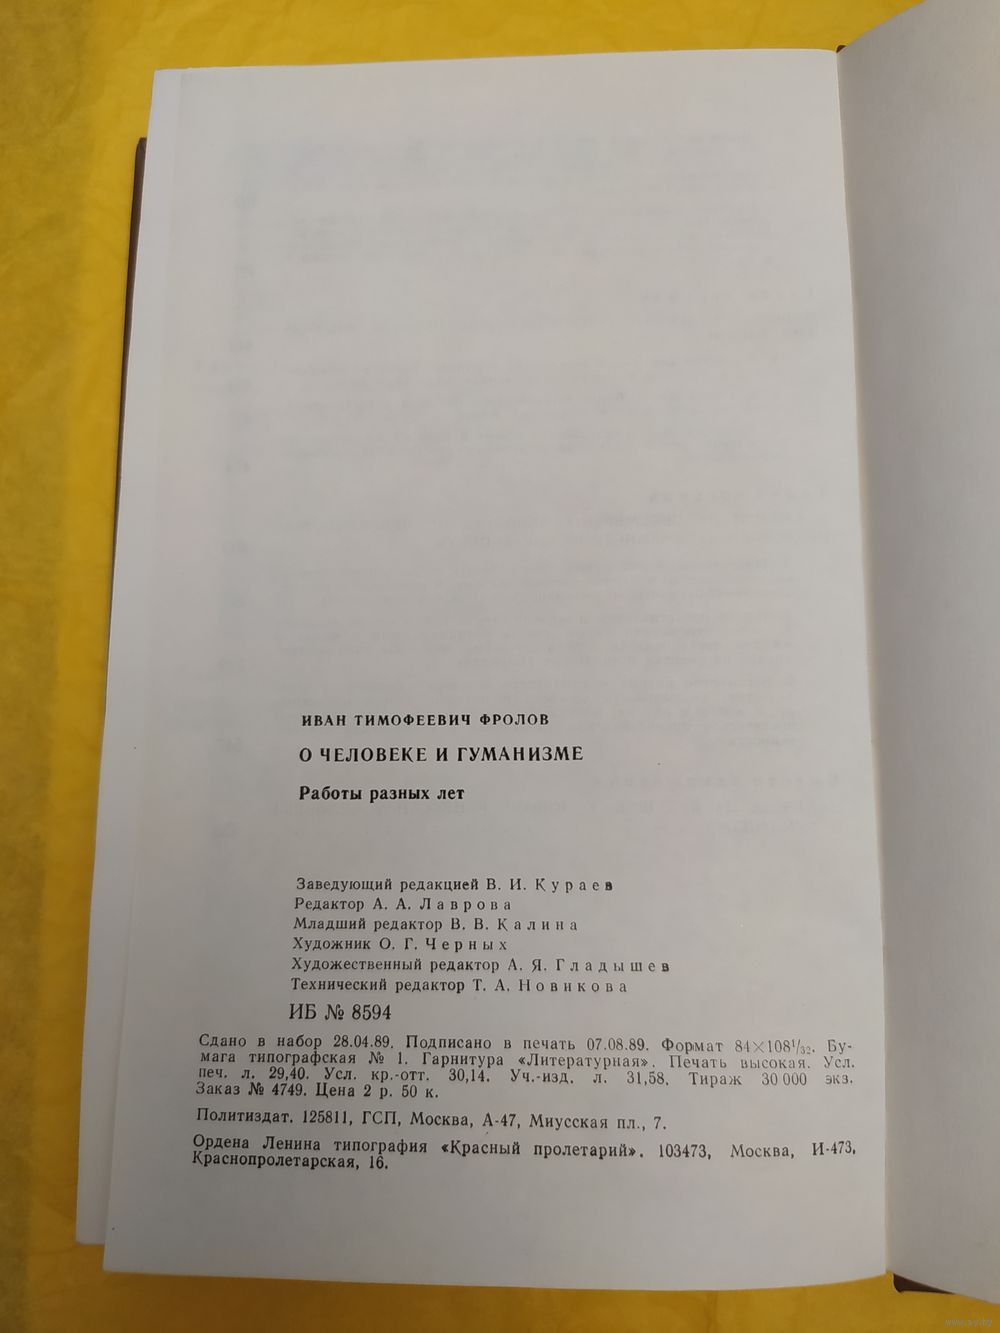 ИВАН ТИМОФЕЕВИЧ ФРОЛОВ
О ЧЕЛОВЕКЕ И ГУМАНИЗМЕ
Работы разных лет
Заведующий редакцией В. И. Кураев
Редактор А. А. Лаврова
Младший редактор В. В. Калина
Художник О. Г. Черных
Художественный редактор А. Я. Гладышев
Технический редактор Т. А. Новикова
ИБ № 8594
Сдано в набор 28.04.89. Подписано в печать 07.08.89. Формат 84×108¹/₃₂. Бу-
мага типографская № 1. Гарнитура «Литературная». Печать высокая. Усл.
печ. л. 29,40. Усл. кр.-отт. 30,14. Уч.-изд. л. 31,58. Тираж 30 000 экз.
Заказ № 4749. Цена 2 р. 50 к.
Политиздат. 125811, ГСП, Москва, А-47, Миусская пл., 7.
Ордена Ленина типография «Красный пролетарий». 103473, Москва, И-473,
Краснопролетарская, 16.